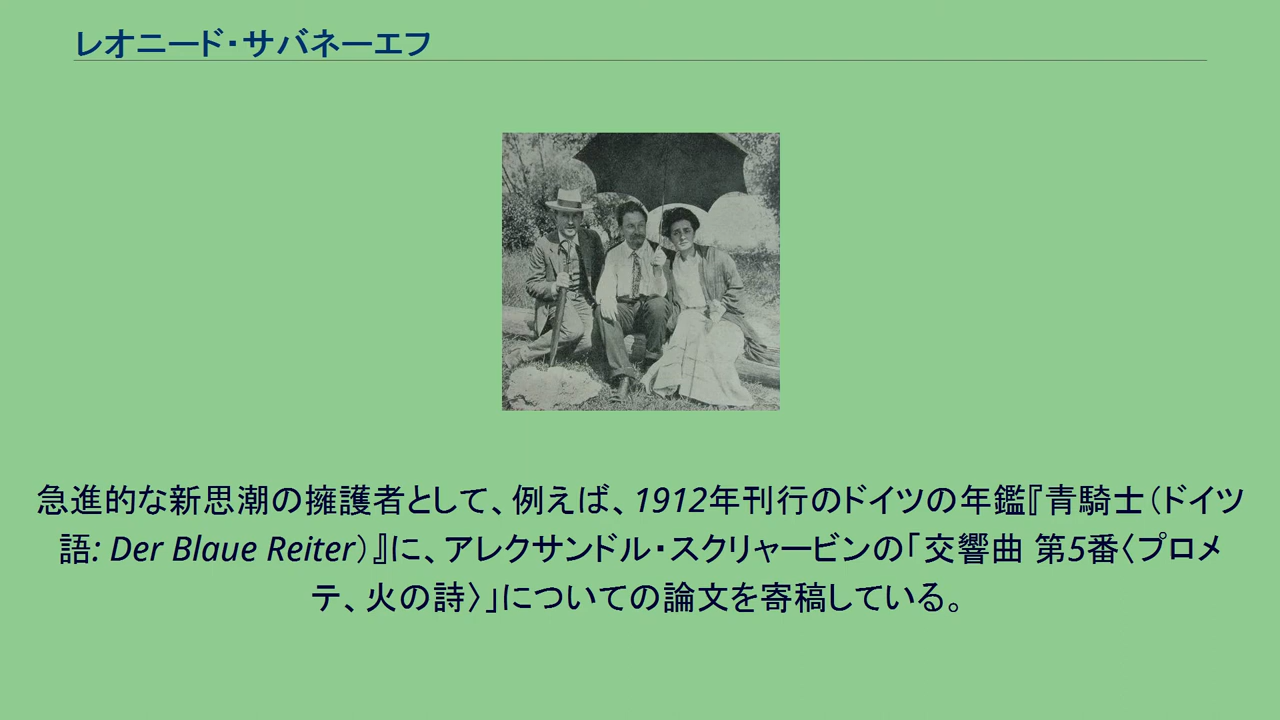 レオニード・サバネーエフ
急進的な新思潮の擁護者として、例えば、1912年刊行のドイツの年鑑『青騎士（ドイツ
語: Der Blaue Reiter）』に、アレクサンドル・スクリャービンの「交響曲 第5番〈プロメ
テ、火の詩〉」についての論文を寄稿している。